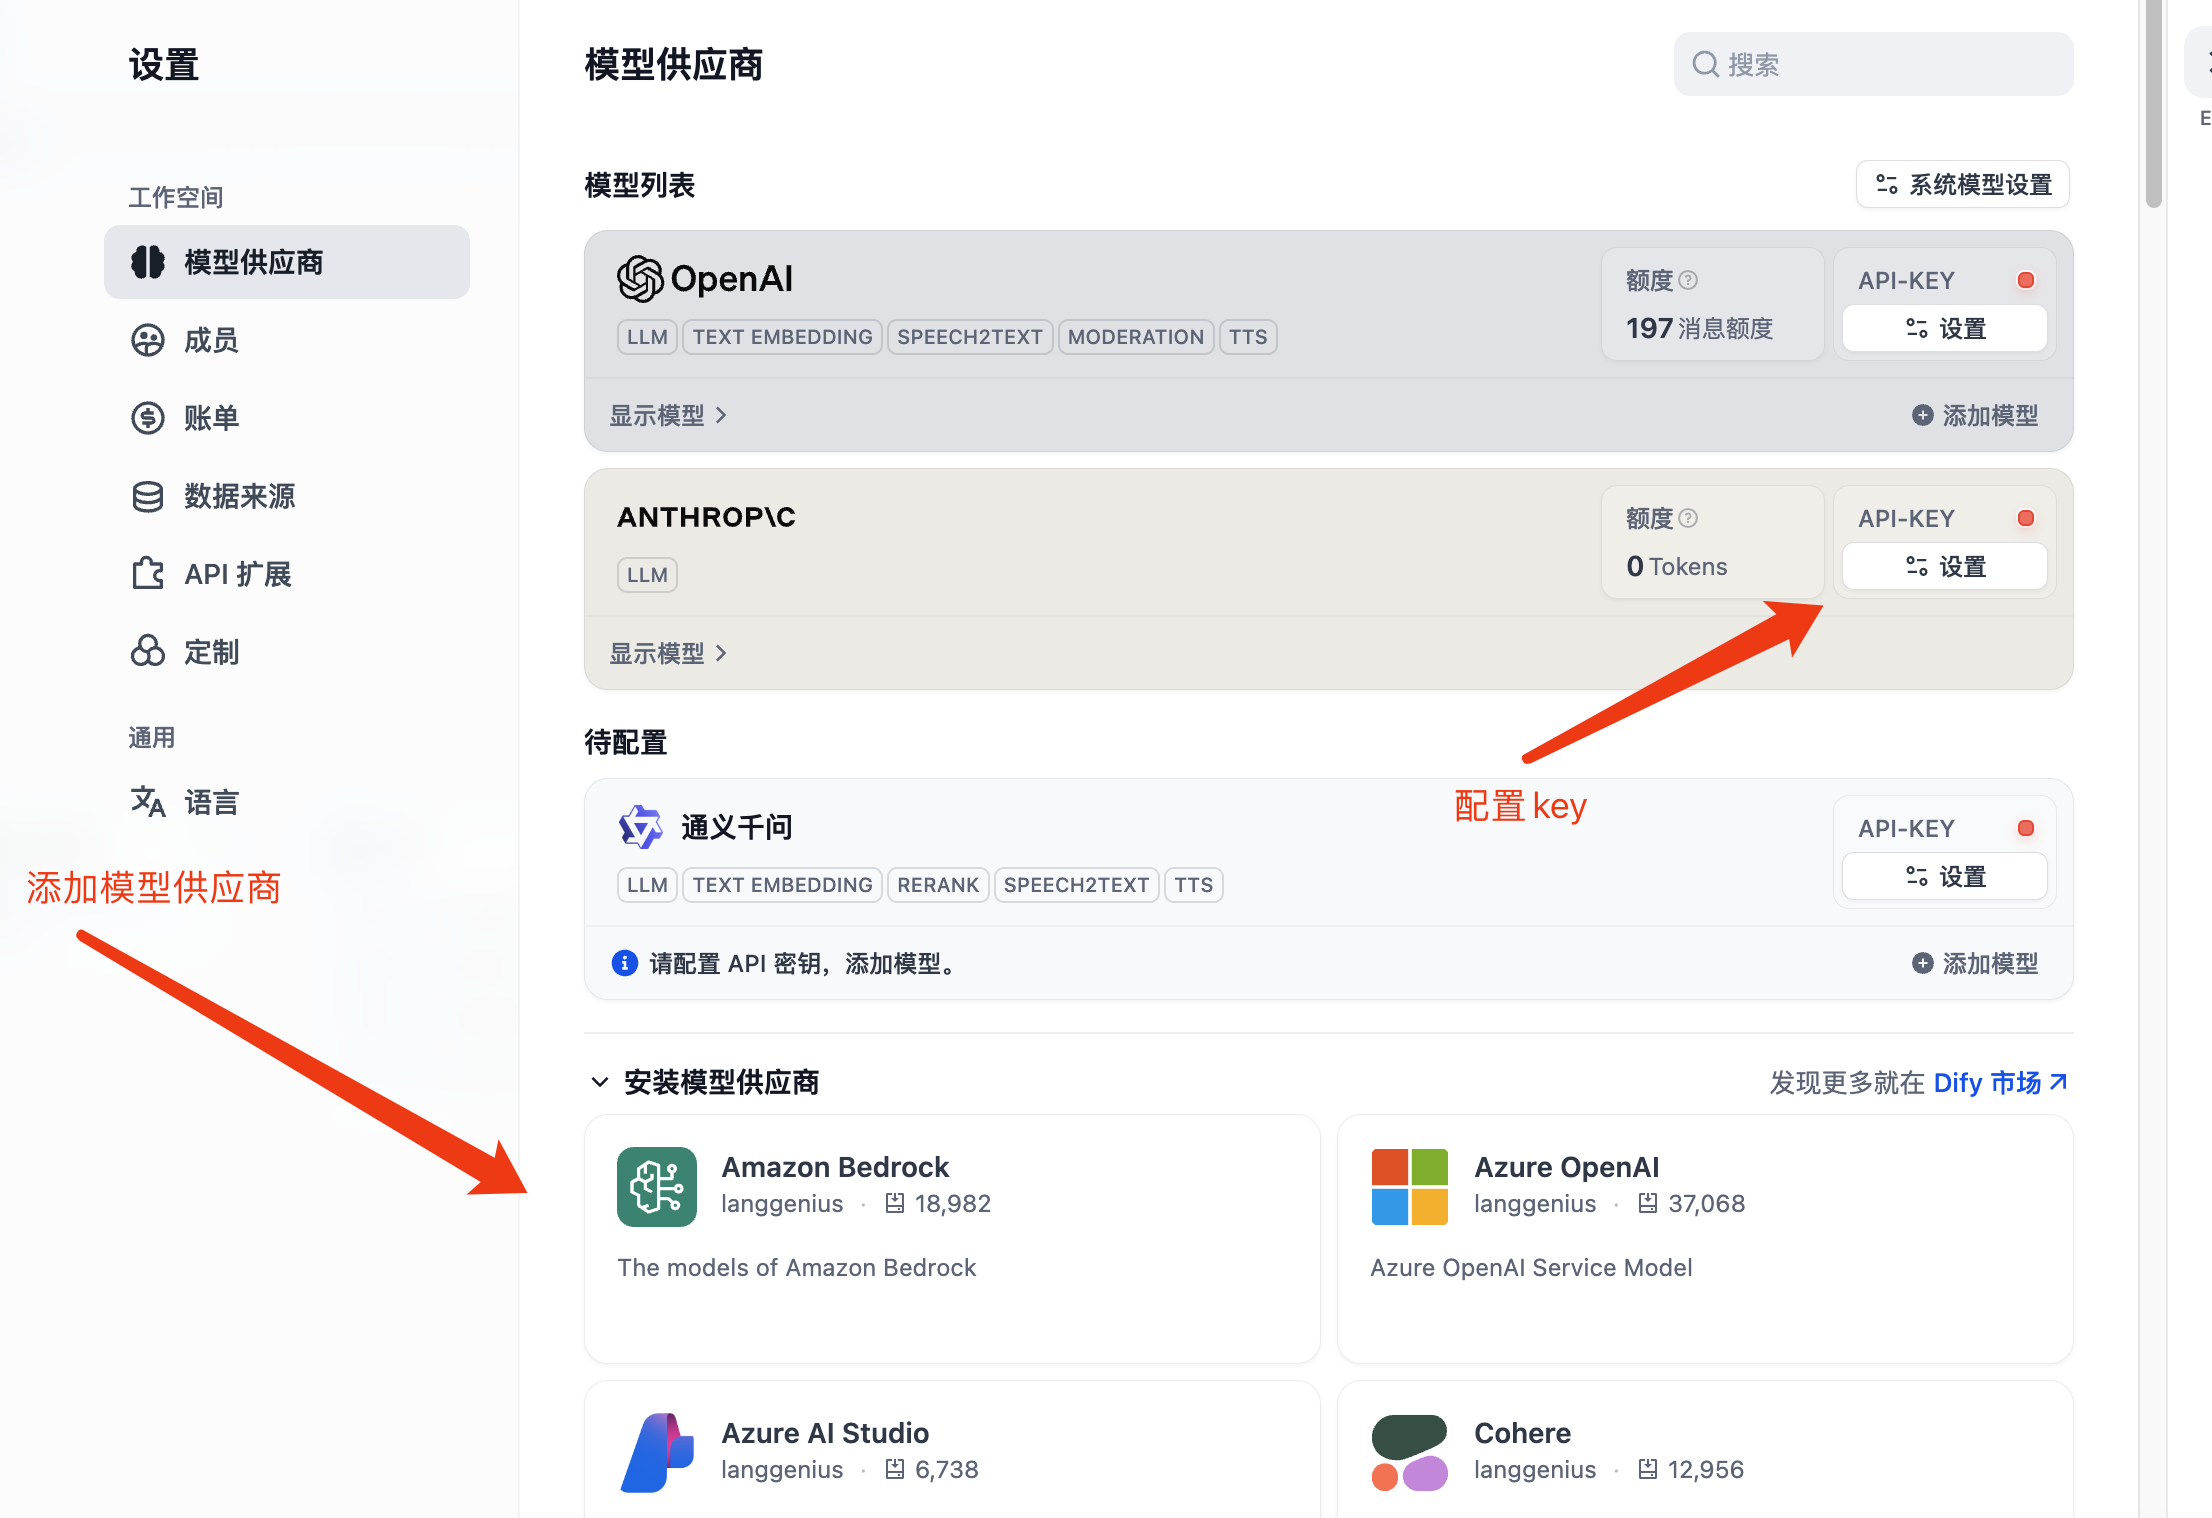 设置
工作空间
模型供应商
成员
账单
数据来源
API 扩展
定制
通用
语言
添加模型供应商
模型供应商
搜索
模型列表
系统模型设置
OpenAI
LLM TEXT EMBEDDING SPEECH2TEXT MODERATION TTS
额度
197 消息额度
API-KEY
设置
显示模型
添加模型
ANTHROP\C
LLM
额度
0 Tokens
API-KEY
设置
显示模型
配置key
待配置
通义千问
LLM TEXT EMBEDDING RERANK SPEECH2TEXT TTS
API-KEY
设置
请配置 API 密钥，添加模型。
添加模型
安装模型供应商
发现更多就在 Dify 市场
Amazon Bedrock
langgenius · 18,982
The models of Amazon Bedrock
Azure OpenAI
langgenius · 37,068
Azure OpenAI Service Model
Azure AI Studio
langgenius · 6,738
Cohere
langgenius · 12,956